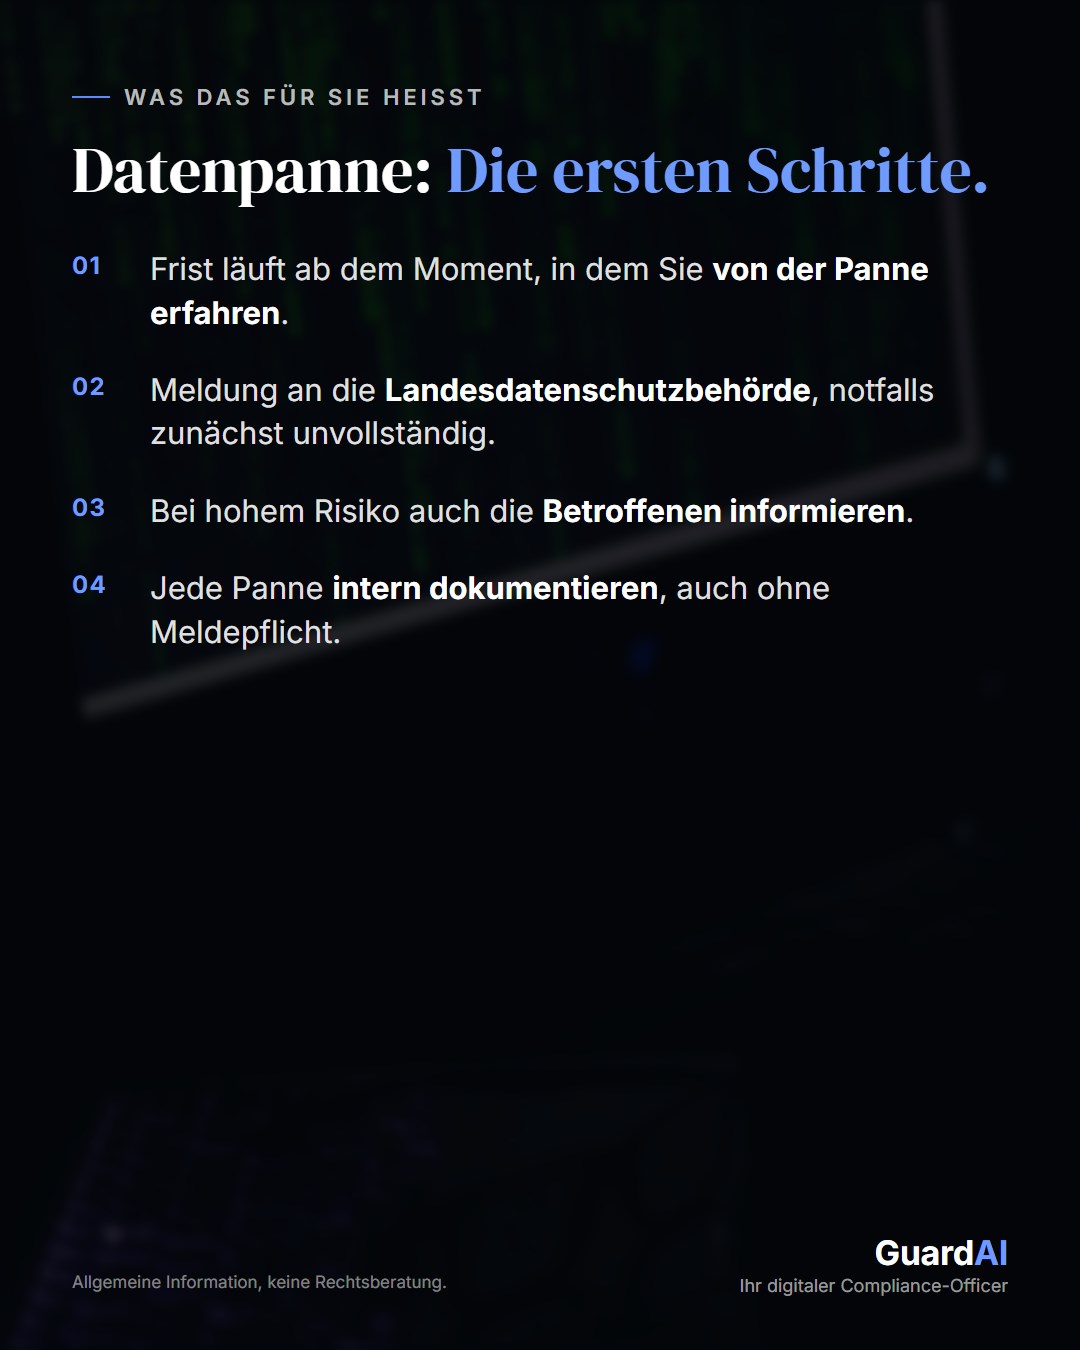 WAS DAS FÜR SIE HEISST
Datenpanne: Die ersten Schritte.
01 Frist läuft ab dem Moment, in dem Sie von der Panne
erfahren.
02 Meldung an die Landesdatenschutzbehörde, notfalls
zunächst unvollständig.
03 Bei hohem Risiko auch die Betroffenen informieren.
04 Jede Panne intern dokumentieren, auch ohne
Meldepflicht.
GuardAI
Allgemeine Information, keine Rechtsberatung.
Ihr digitaler Compliance-Officer